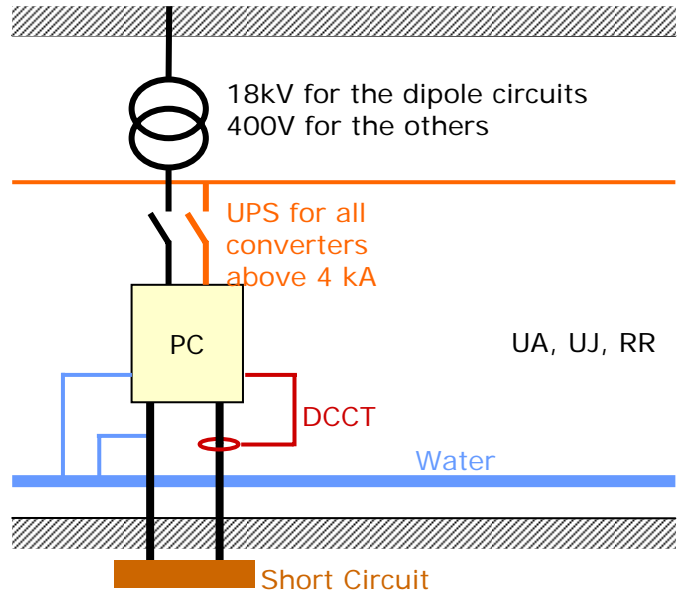 18kV for the dipole circuits
400V for the others
UPS for all
converters
above 4 kA
PC
UA, UJ, RR
DCCT
Water
Short Circuit